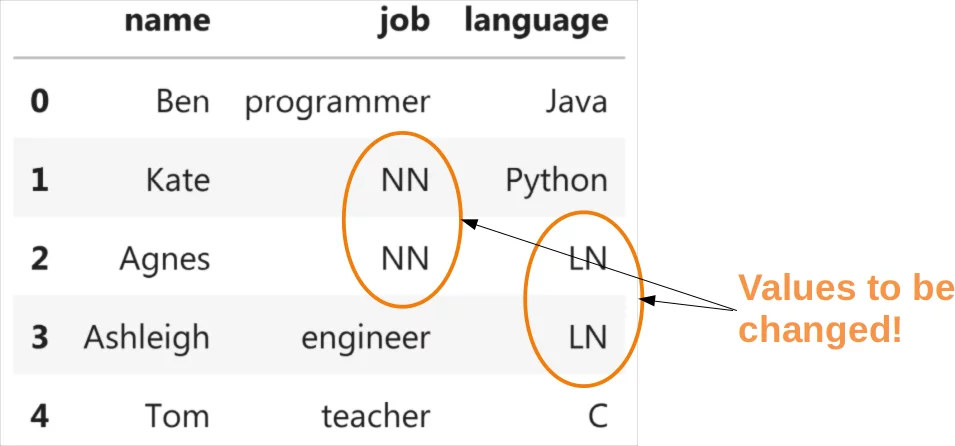 name job language
0 Ben programmer Java
1 Kate NN Python
2 Agnes NN LN
3 Ashleigh engineer LN
4 Tom teacher C
Values to be
changed!